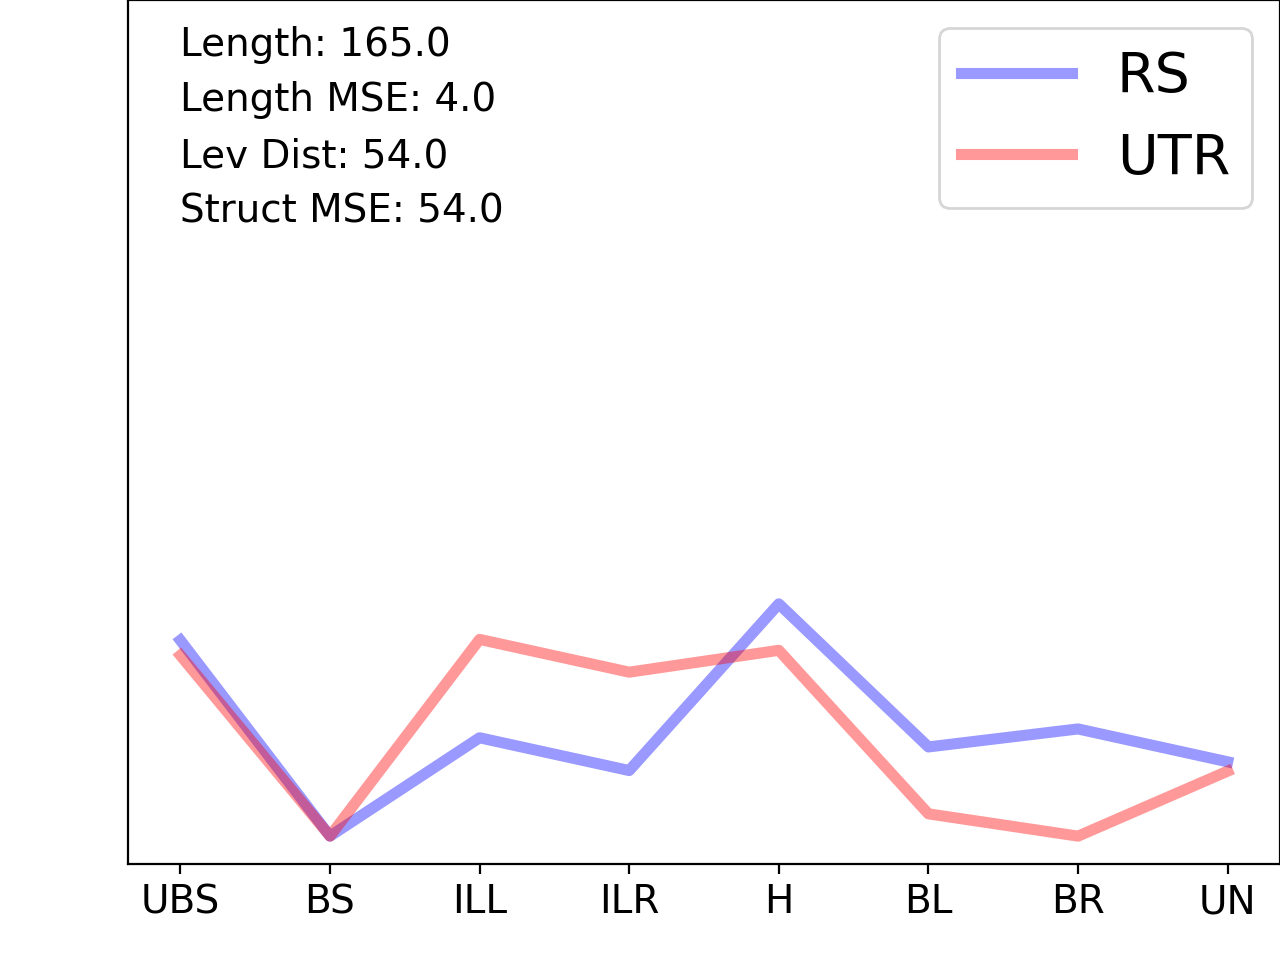 Length: 165.0
Length MSE: 4.0
Lev Dist: 54.0
Struct MSE: 54.0
RS
UTR
UBS BS ILL ILR H BL BR UN